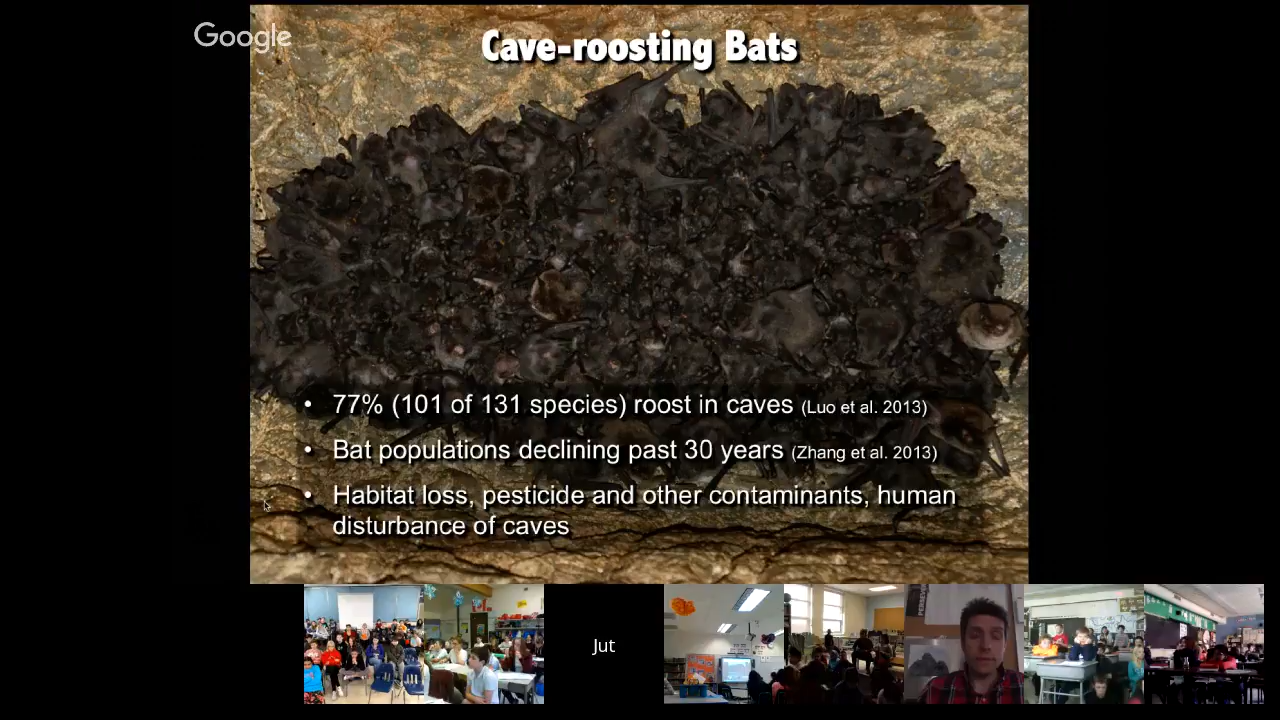 Google
Cave-roosting Bats
• 77% (101 of 131 species) roost in caves (Luo et al. 2013)
• Bat populations declining past 30 years (Zhang et al. 2013)
• Habitat loss, pesticide and other contaminants, human
disturbance of caves
Jut